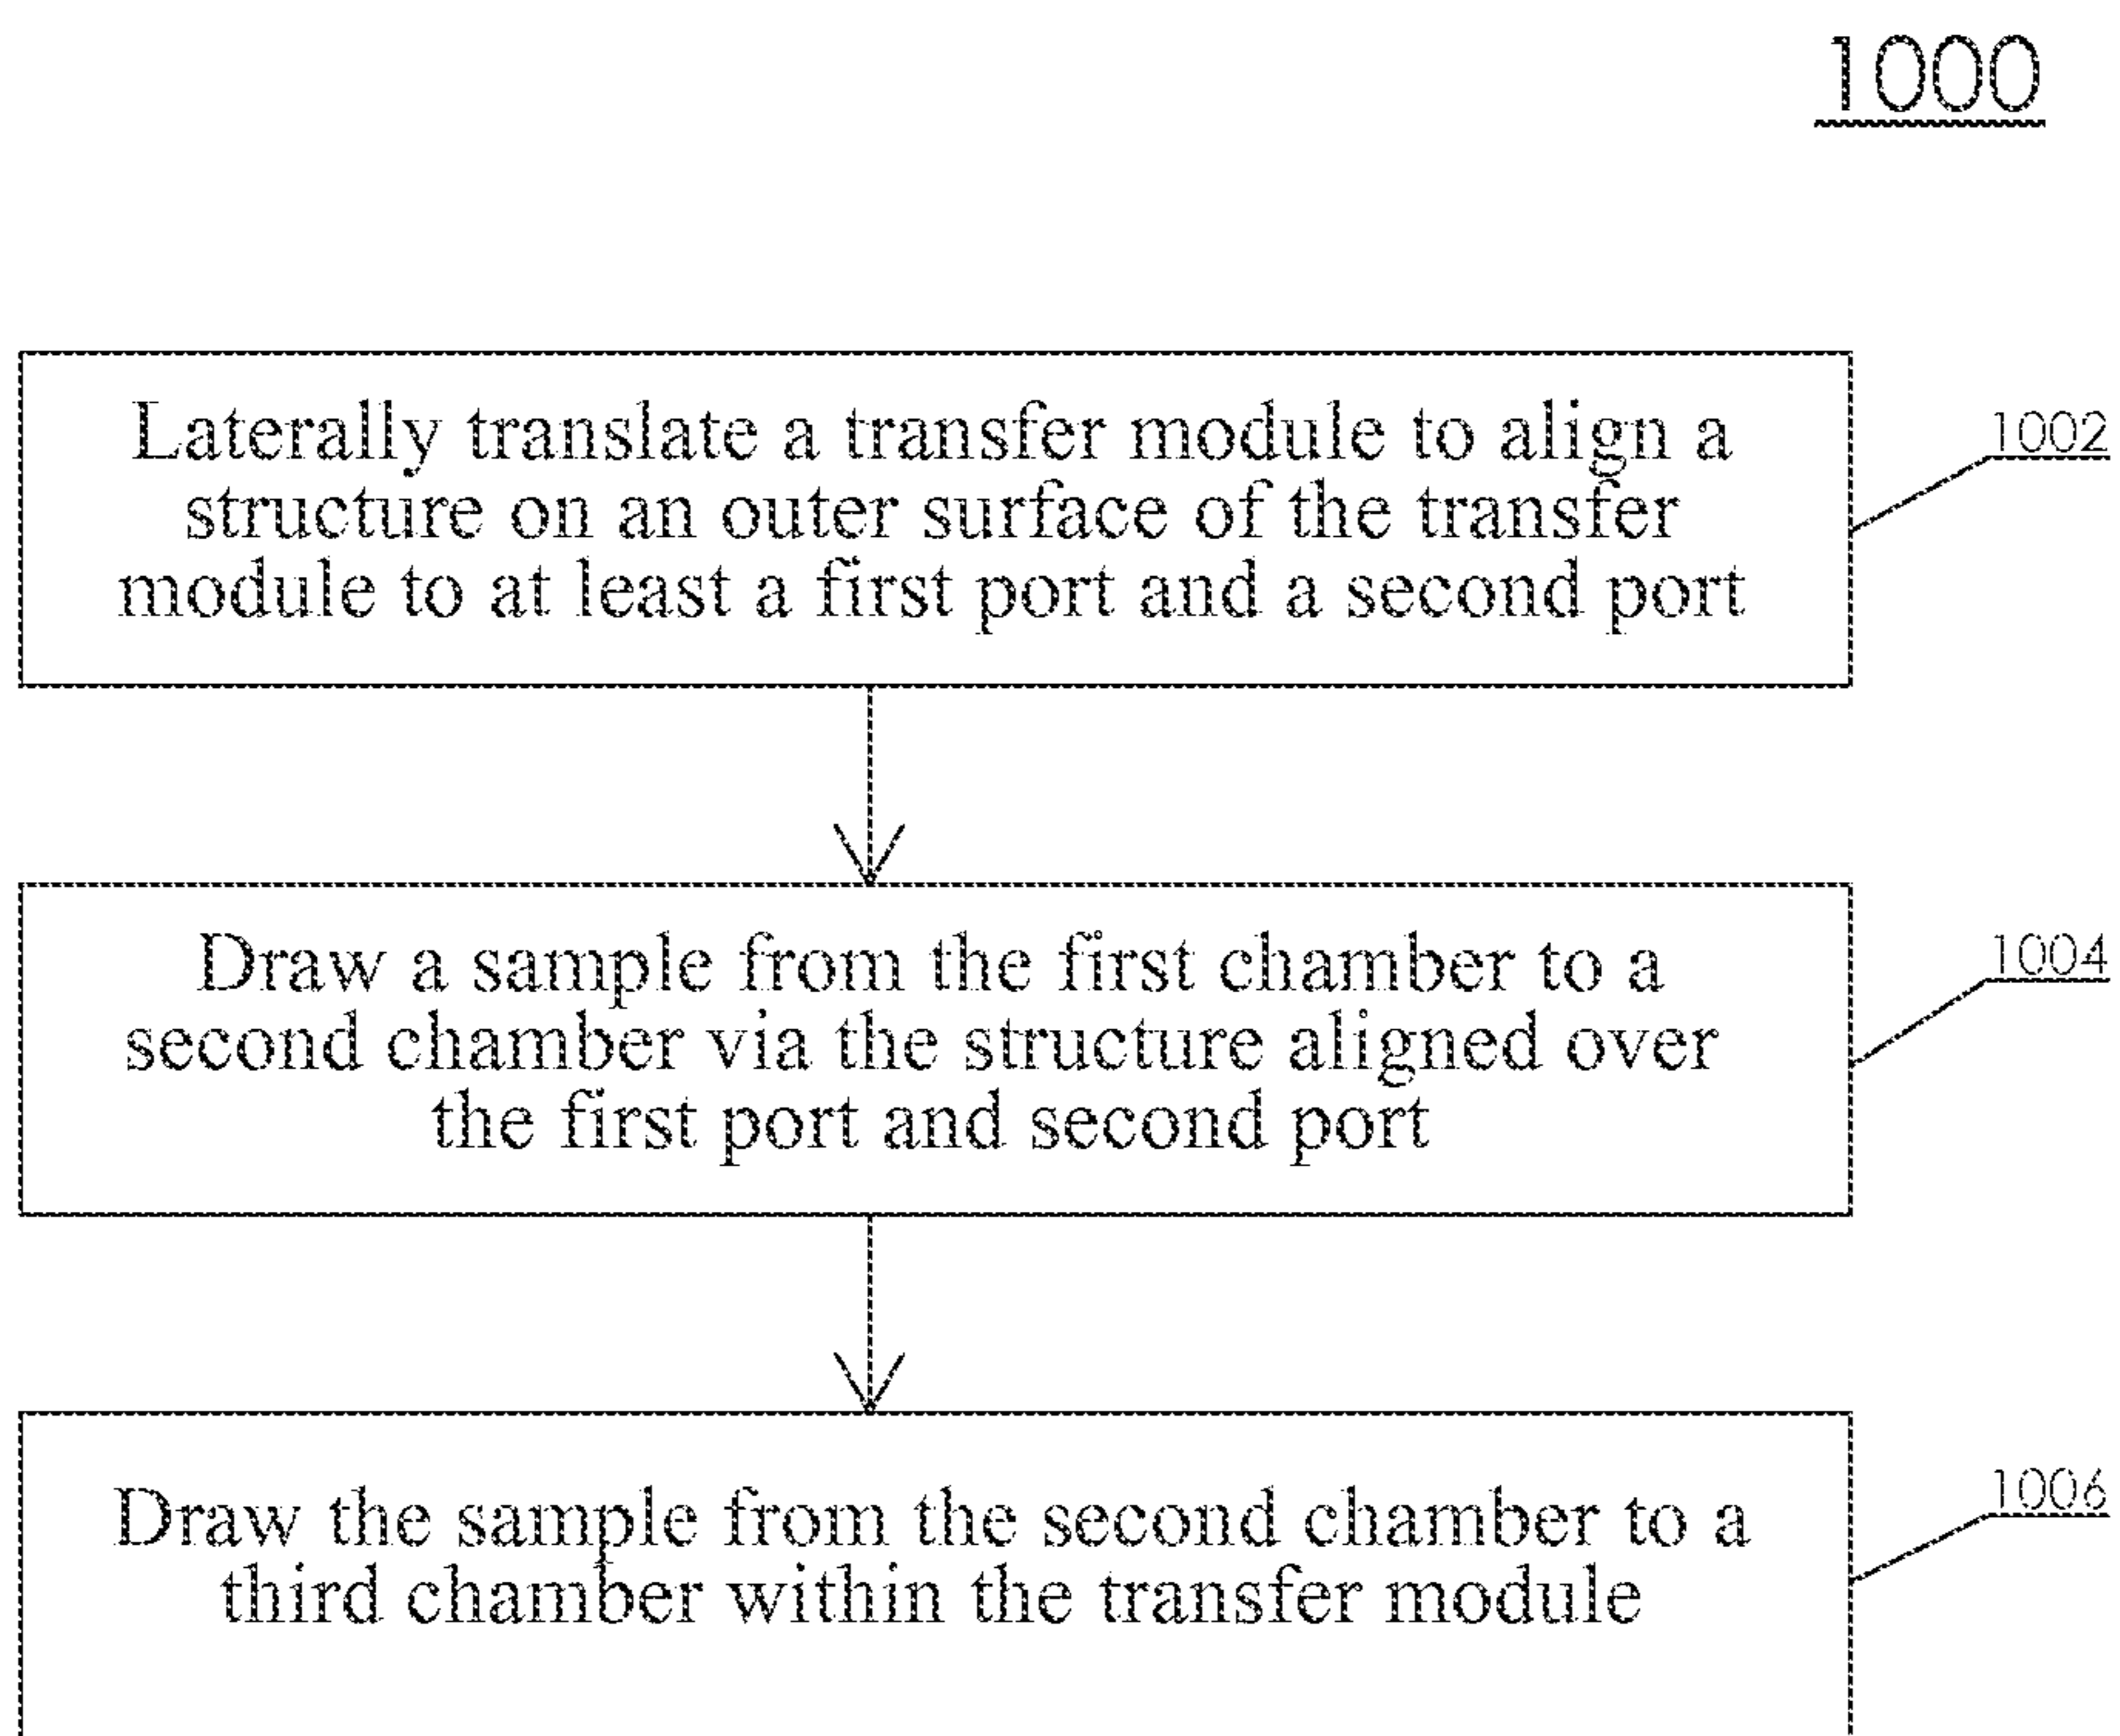 1000
Laterally translate a transfer module to align a
structure on an outer surface of the transfer
module to at least a first port and a second port
1002
Draw a sample from the first chamber to a
second chamber via the structure aligned over
the first port and second port
1004
Draw the sample from the second chamber to a
third chamber within the transfer module
1006